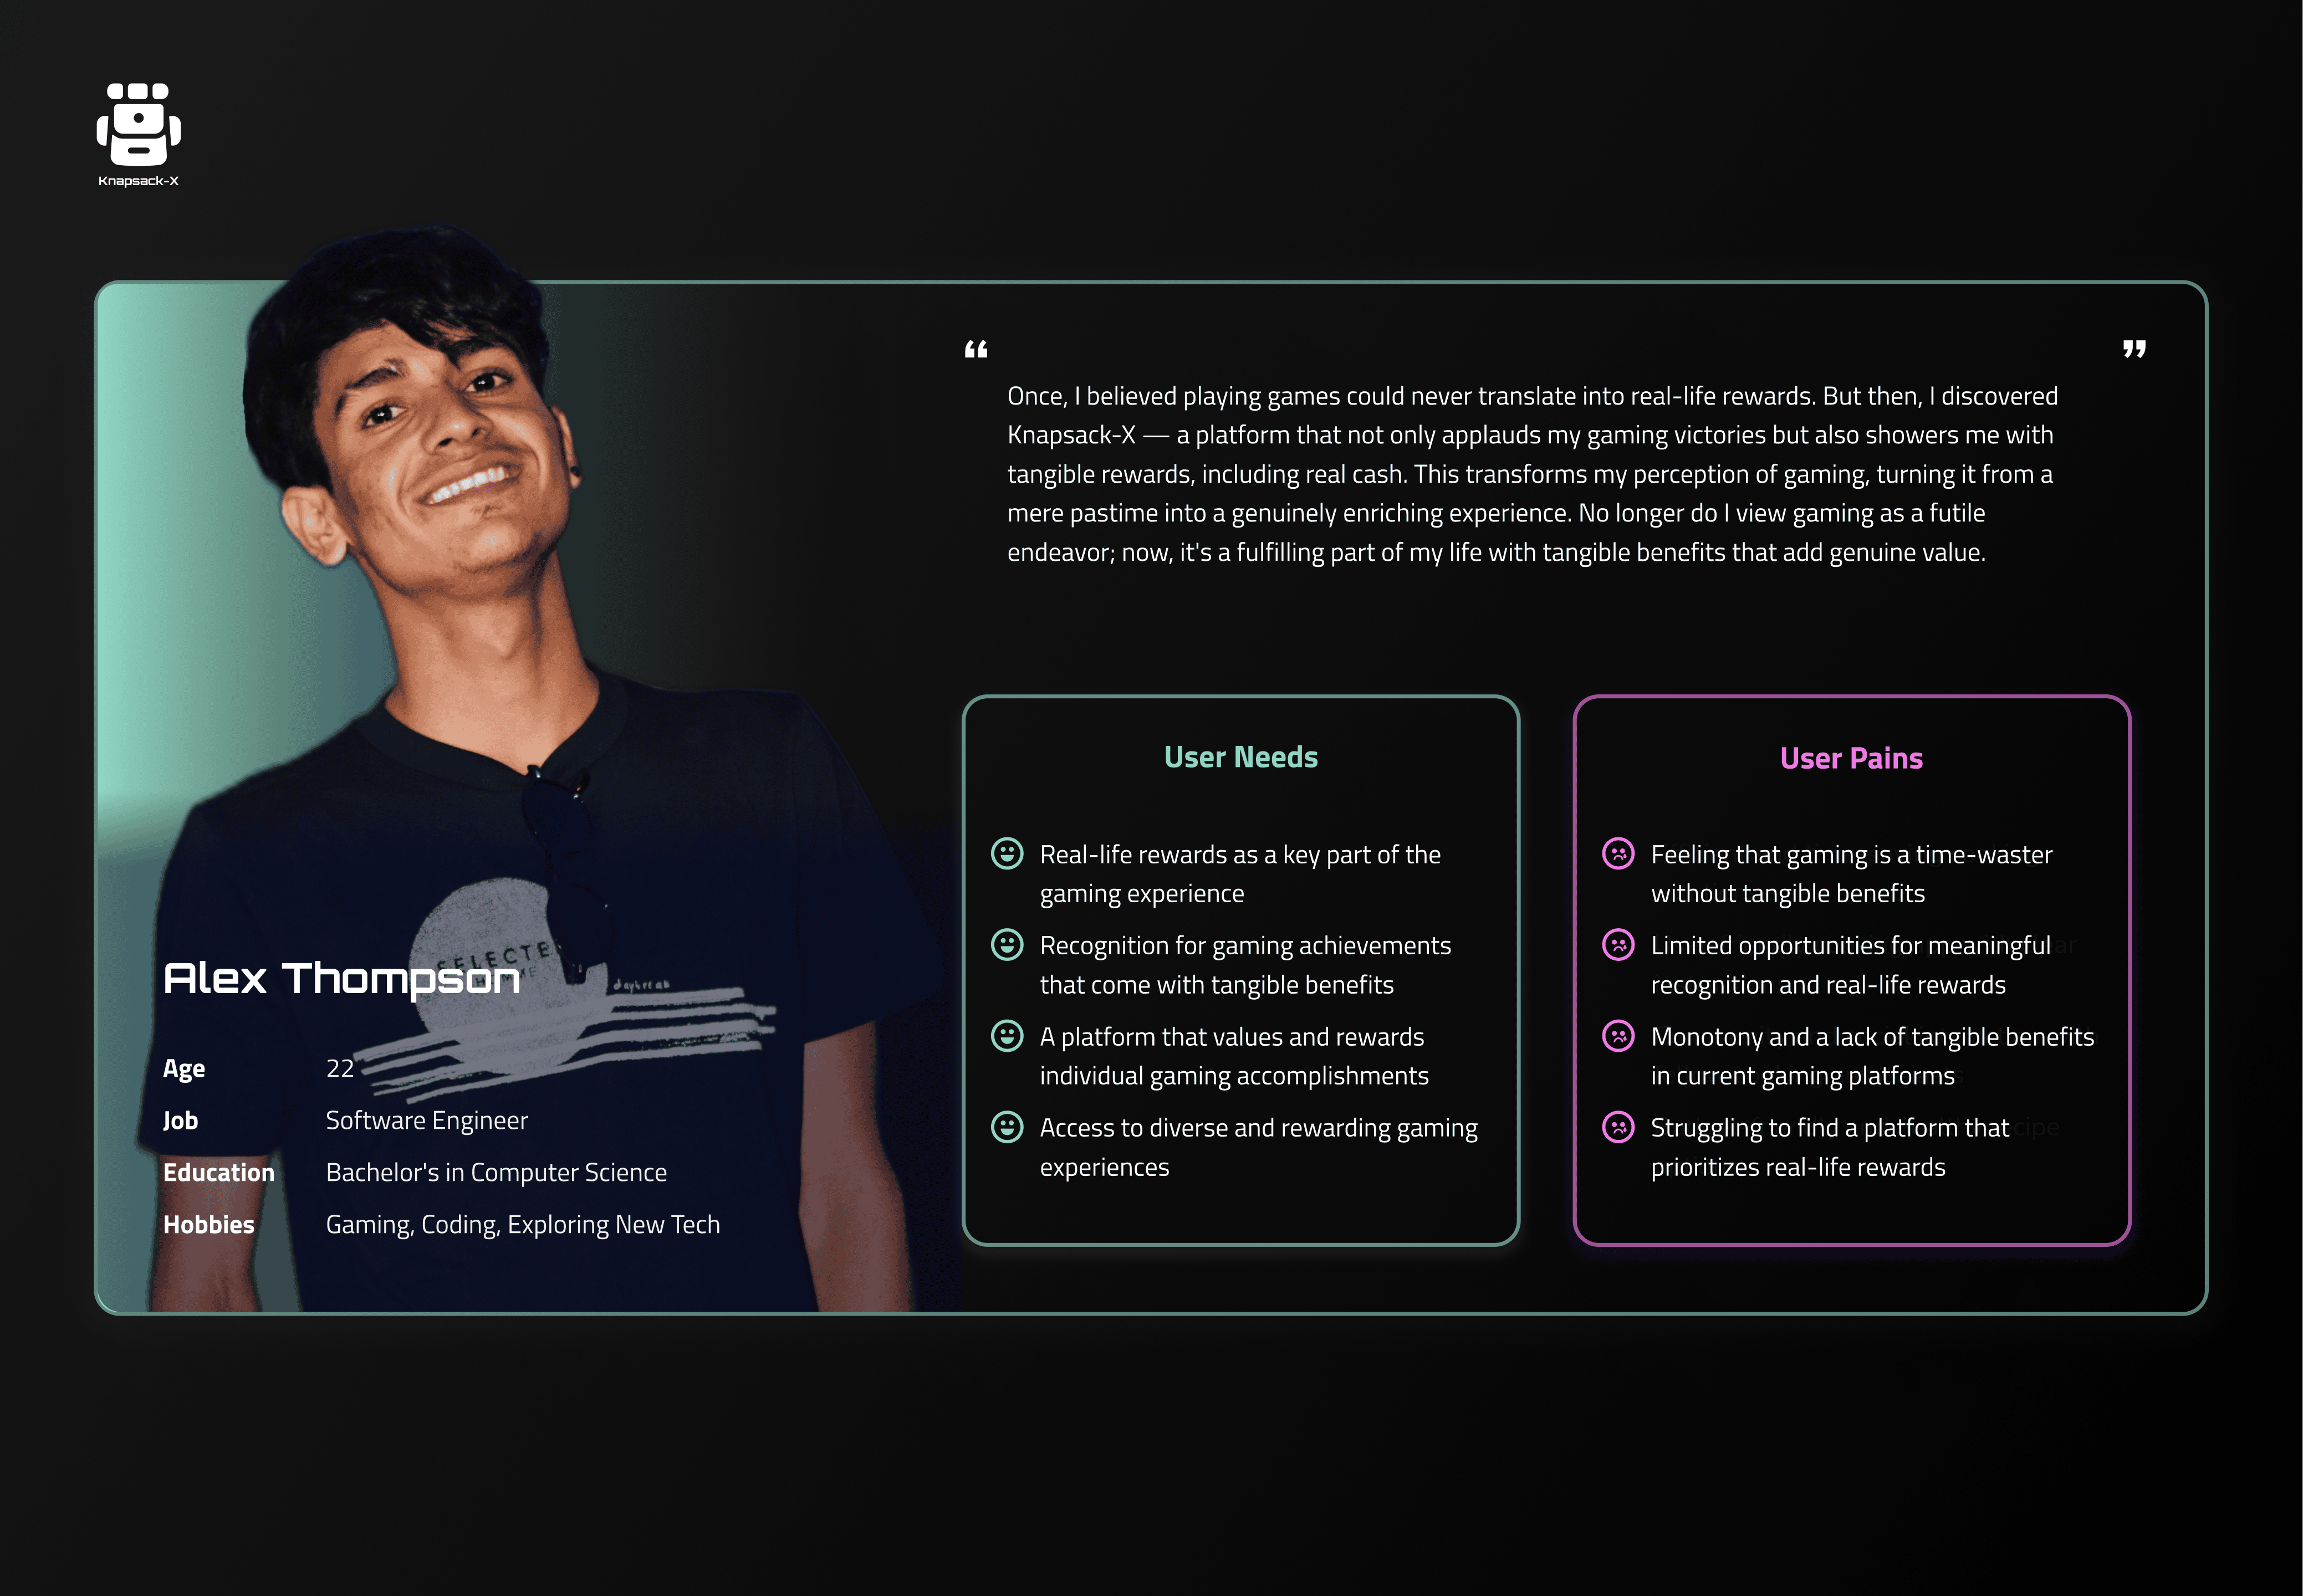 Knapsack-X
“ ”
Once, I believed playing games could never translate into real-life rewards. But then, I discovered
Knapsack-X — a platform that not only applauds my gaming victories but also showers me with
tangible rewards, including real cash. This transforms my perception of gaming, turning it from a
mere pastime into a genuinely enriching experience. No longer do I view gaming as a futile
endeavor; now, it's a fulfilling part of my life with tangible benefits that add genuine value.
SELECTED
HOMME
daybreak
Alex Thompson
Age 22
Job Software Engineer
Education Bachelor's in Computer Science
Hobbies Gaming, Coding, Exploring New Tech
User Needs
Real-life rewards as a key part of the
gaming experience
Recognition for gaming achievements
that come with tangible benefits
A platform that values and rewards
individual gaming accomplishments
Access to diverse and rewarding gaming
experiences
User Pains
Feeling that gaming is a time-waster
without tangible benefits
Limited opportunities for meaningful
recognition and real-life rewards
Monotony and a lack of tangible benefits
in current gaming platforms
Struggling to find a platform that
prioritizes real-life rewards